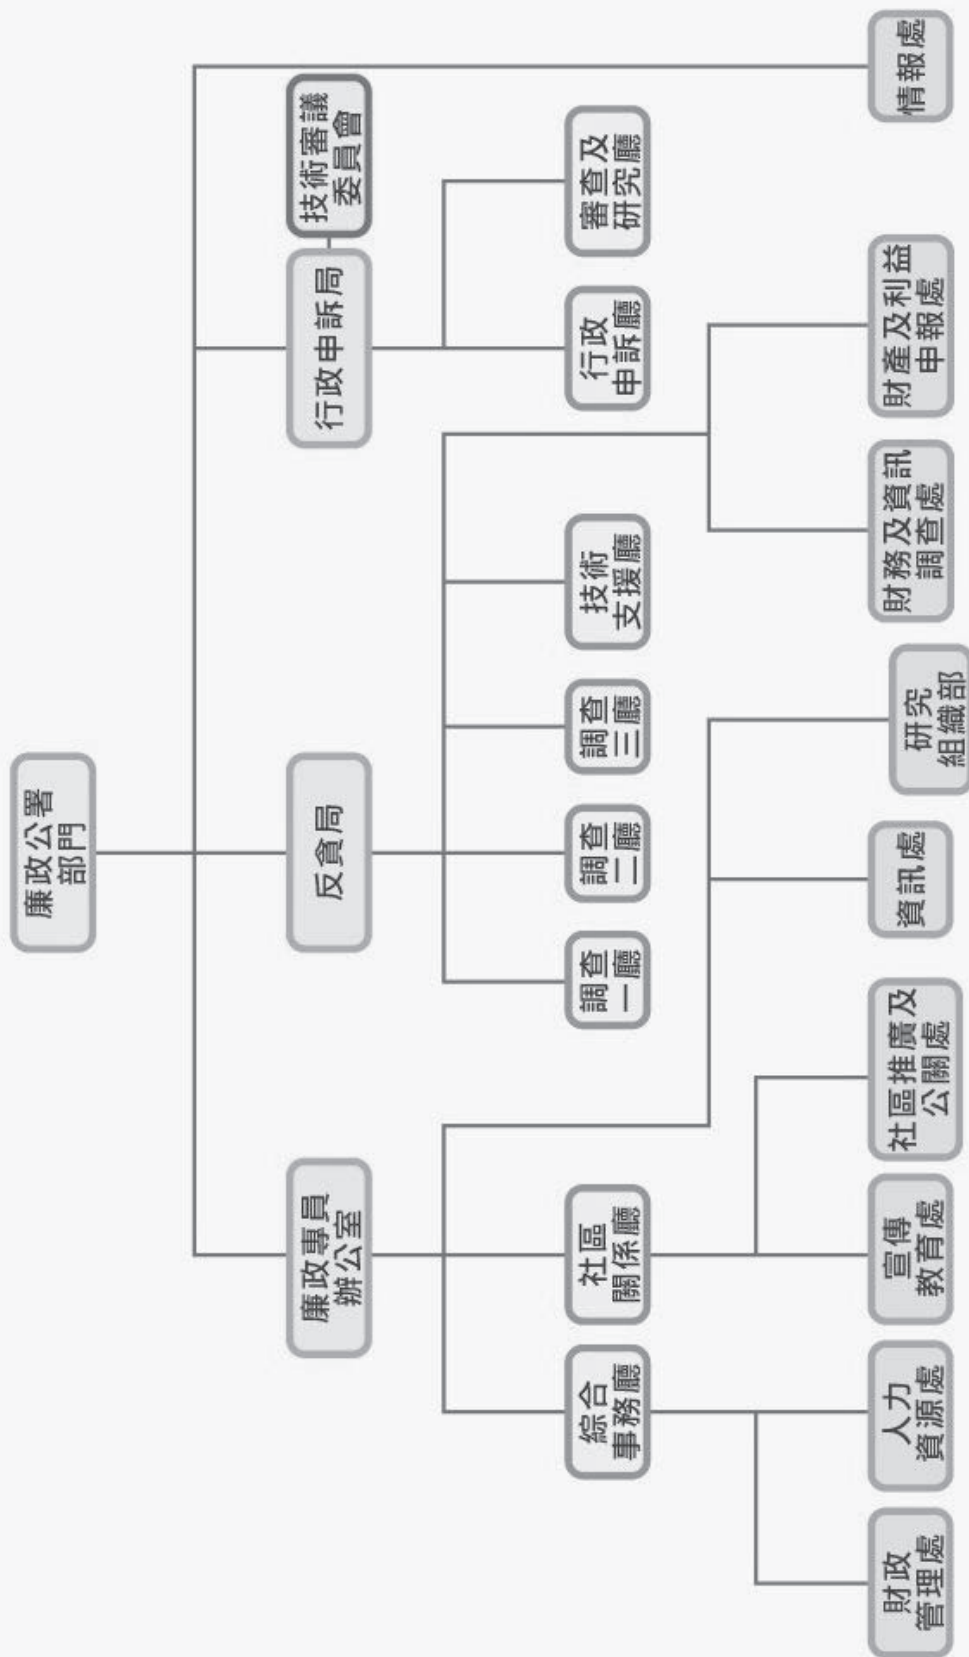 廉政公署
部門
廉政專員
辦公室
反貪局
行政申訴局
技術審議
委員會
綜合
事務廳
社區
關係廳
調查
一廳
調查
二廳
調查
三廳
技術
支援廳
行政
申訴廳
審查及
研究廳
財政
管理處
人力
資源處
宣傳
教育處
社區推廣及
公關處
資訊處
研究
組織部
財務及資訊
調查處
財產及利益
申報處
情報處